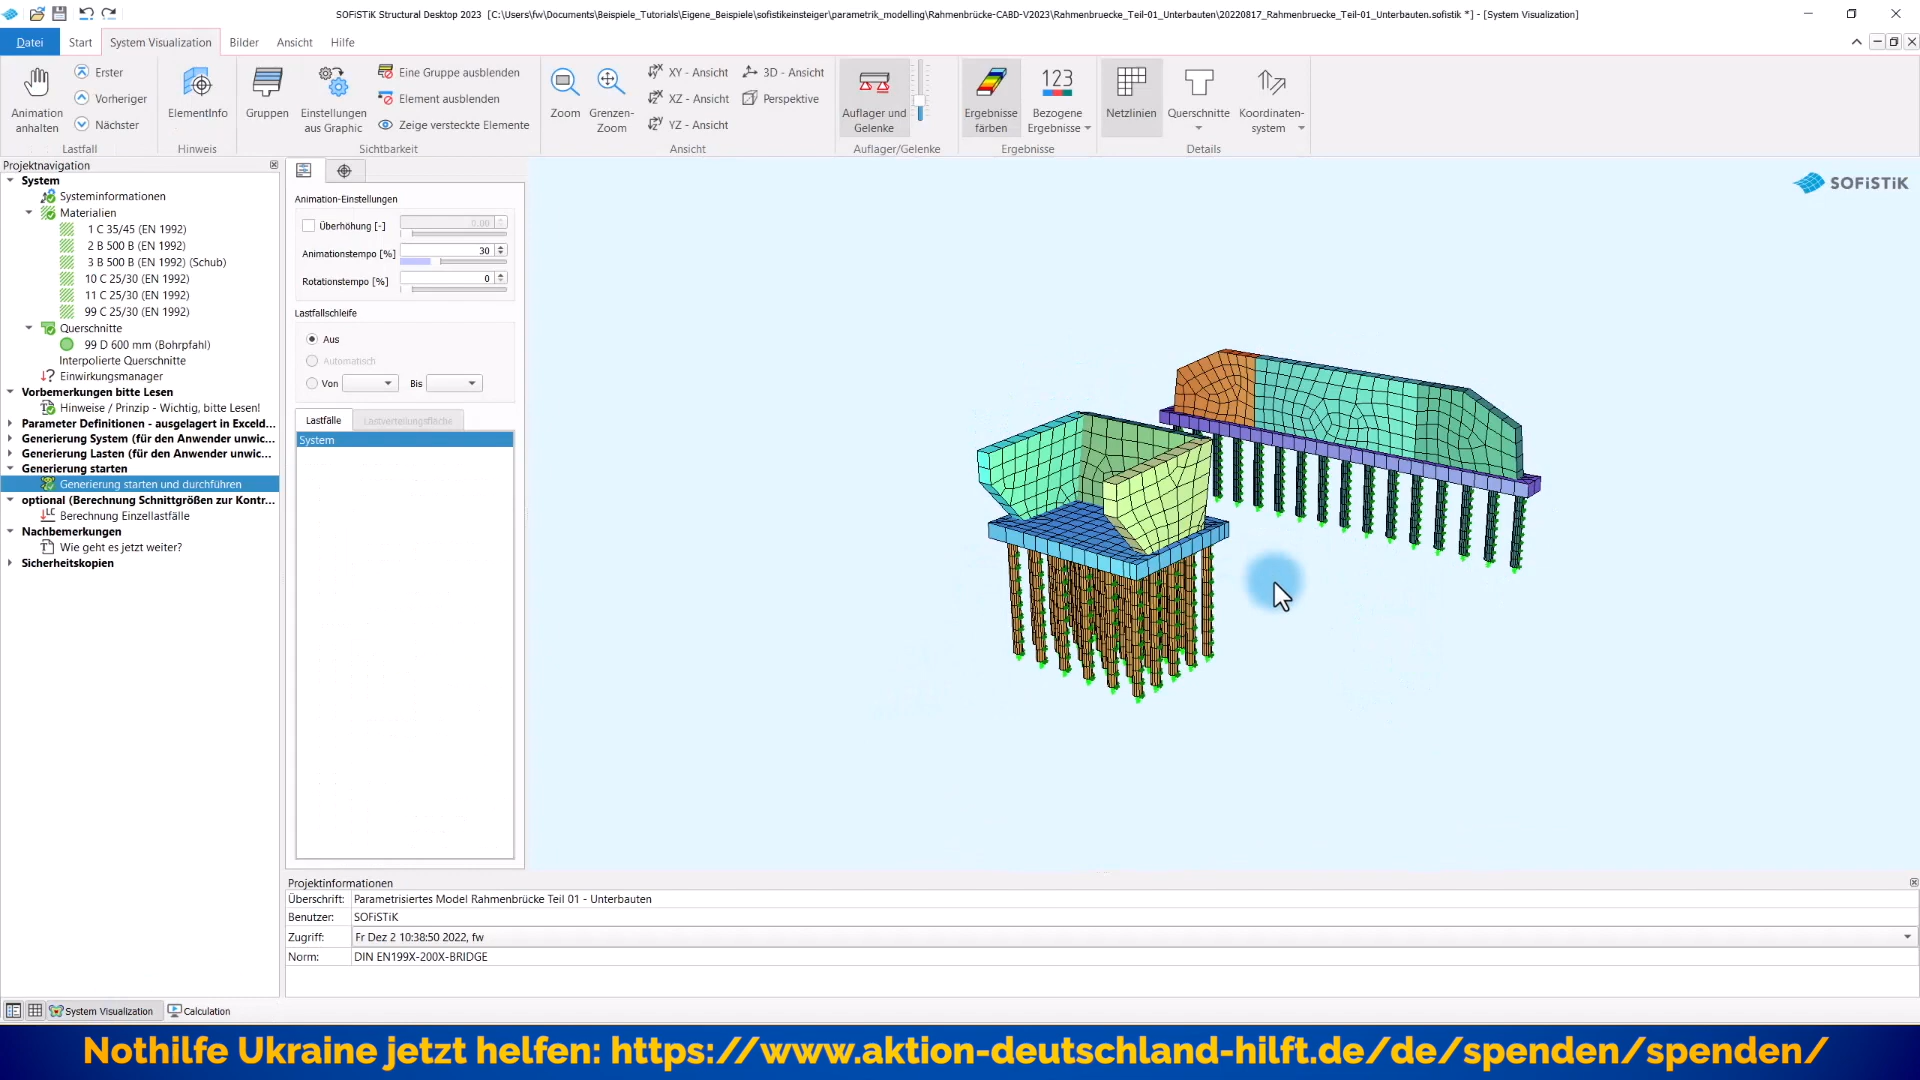 SOFiSTiK Structural Desktop 2023 [C:\Users\fw\Documents\Beispiele_Tutorials\Eigene_Beispiele\sofistikeinsteiger\parametrik_modelling\Rahmenbrücke-CABD-V2023\Rahmenbruecke_Teil-01_Unterbauten\20220817_Rahmenbruecke_Teil-01_Unterbauten.sofistik *] - [System Visualization]
Datei Start System Visualization Bilder Ansicht Hilfe
Animation anhalten
Erster
Vorheriger
Nächster
Lastfall
ElementInfo
Hinweis
Gruppen
Einstellungen aus Graphic
Eine Gruppe ausblenden
Element ausblenden
Zeige versteckte Elemente
Sichtbarkeit
Zoom
Grenzen-Zoom
XY - Ansicht
XZ - Ansicht
YZ - Ansicht
3D - Ansicht
Perspektive
Ansicht
Auflager und Gelenke
Auflager/Gelenke
Ergebnisse färben
123
Bezogene Ergebnisse
Ergebnisse
Netzlinien
Querschnitte
Koordinaten-system
Details
Projektnavigation
System
Systeminformationen
Materialien
1 C 35/45 (EN 1992)
2 B 500 B (EN 1992)
3 B 500 B (EN 1992) (Schub)
10 C 25/30 (EN 1992)
11 C 25/30 (EN 1992)
99 C 25/30 (EN 1992)
Querschnitte
99 D 600 mm (Bohrpfahl)
Interpolierte Querschnitte
Einwirkungsmanager
Vorbemerkungen bitte Lesen
Hinweise / Prinzip - Wichtig, bitte Lesen!
Parameter Definitionen - ausgelagert in Exceld...
Generierung System (für den Anwender unwic...
Generierung Lasten (für den Anwender unwic...
Generierung starten
Generierung starten und durchführen
optional (Berechnung Schnittgrößen zur Kontr...
LC Berechnung Einzellastfälle
Nachbemerkungen
Wie geht es jetzt weiter?
Sicherheitskopien
Animation-Einstellungen
Überhöhung [-] 0.00
Animationstempo [%] 30
Rotationstempo [%] 0
Lastfallschleife
Aus
Automatisch
Von Bis
Lastfälle Lastverteilungsfläche
System
SOFiSTiK
Projektinformationen
Überschrift: Parametrisiertes Model Rahmenbrücke Teil 01 - Unterbauten
Benutzer: SOFiSTiK
Zugriff: Fr Dez 2 10:38:50 2022, fw
Norm: DIN EN199X-200X-BRIDGE
System Visualization Calculation
Nothilfe Ukraine jetzt helfen: https://www.aktion-deutschland-hilft.de/de/spenden/spenden/